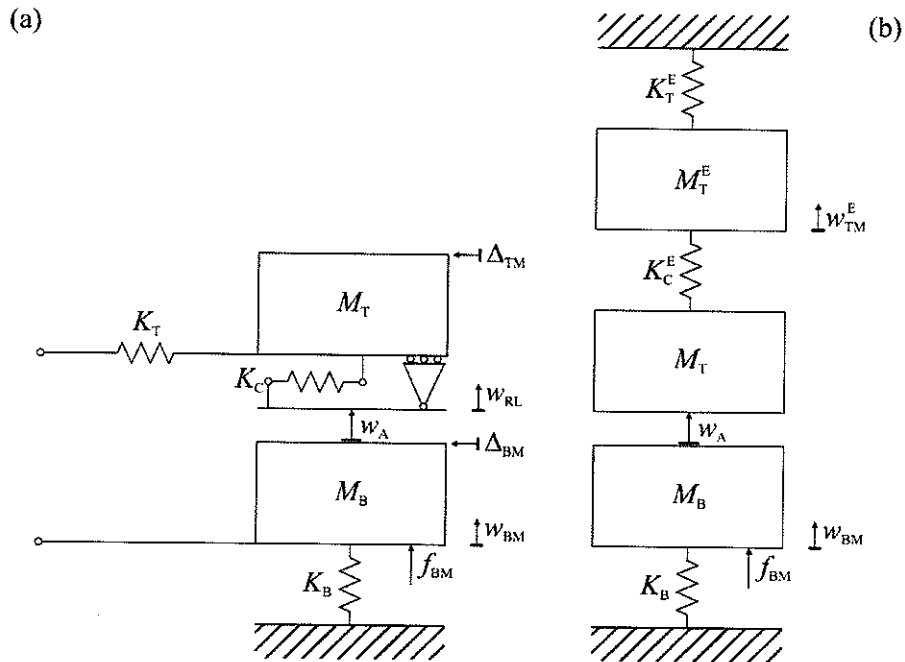 (a)
Δ_TM
M_T
K_T
K_C
w_RL
w_A
Δ_BM
M_B
w_BM
K_B
f_BM
(b)
K_T^E
M_T^E
w_TM^E
K_C^E
M_T
w_A
M_B
w_BM
K_B
f_BM